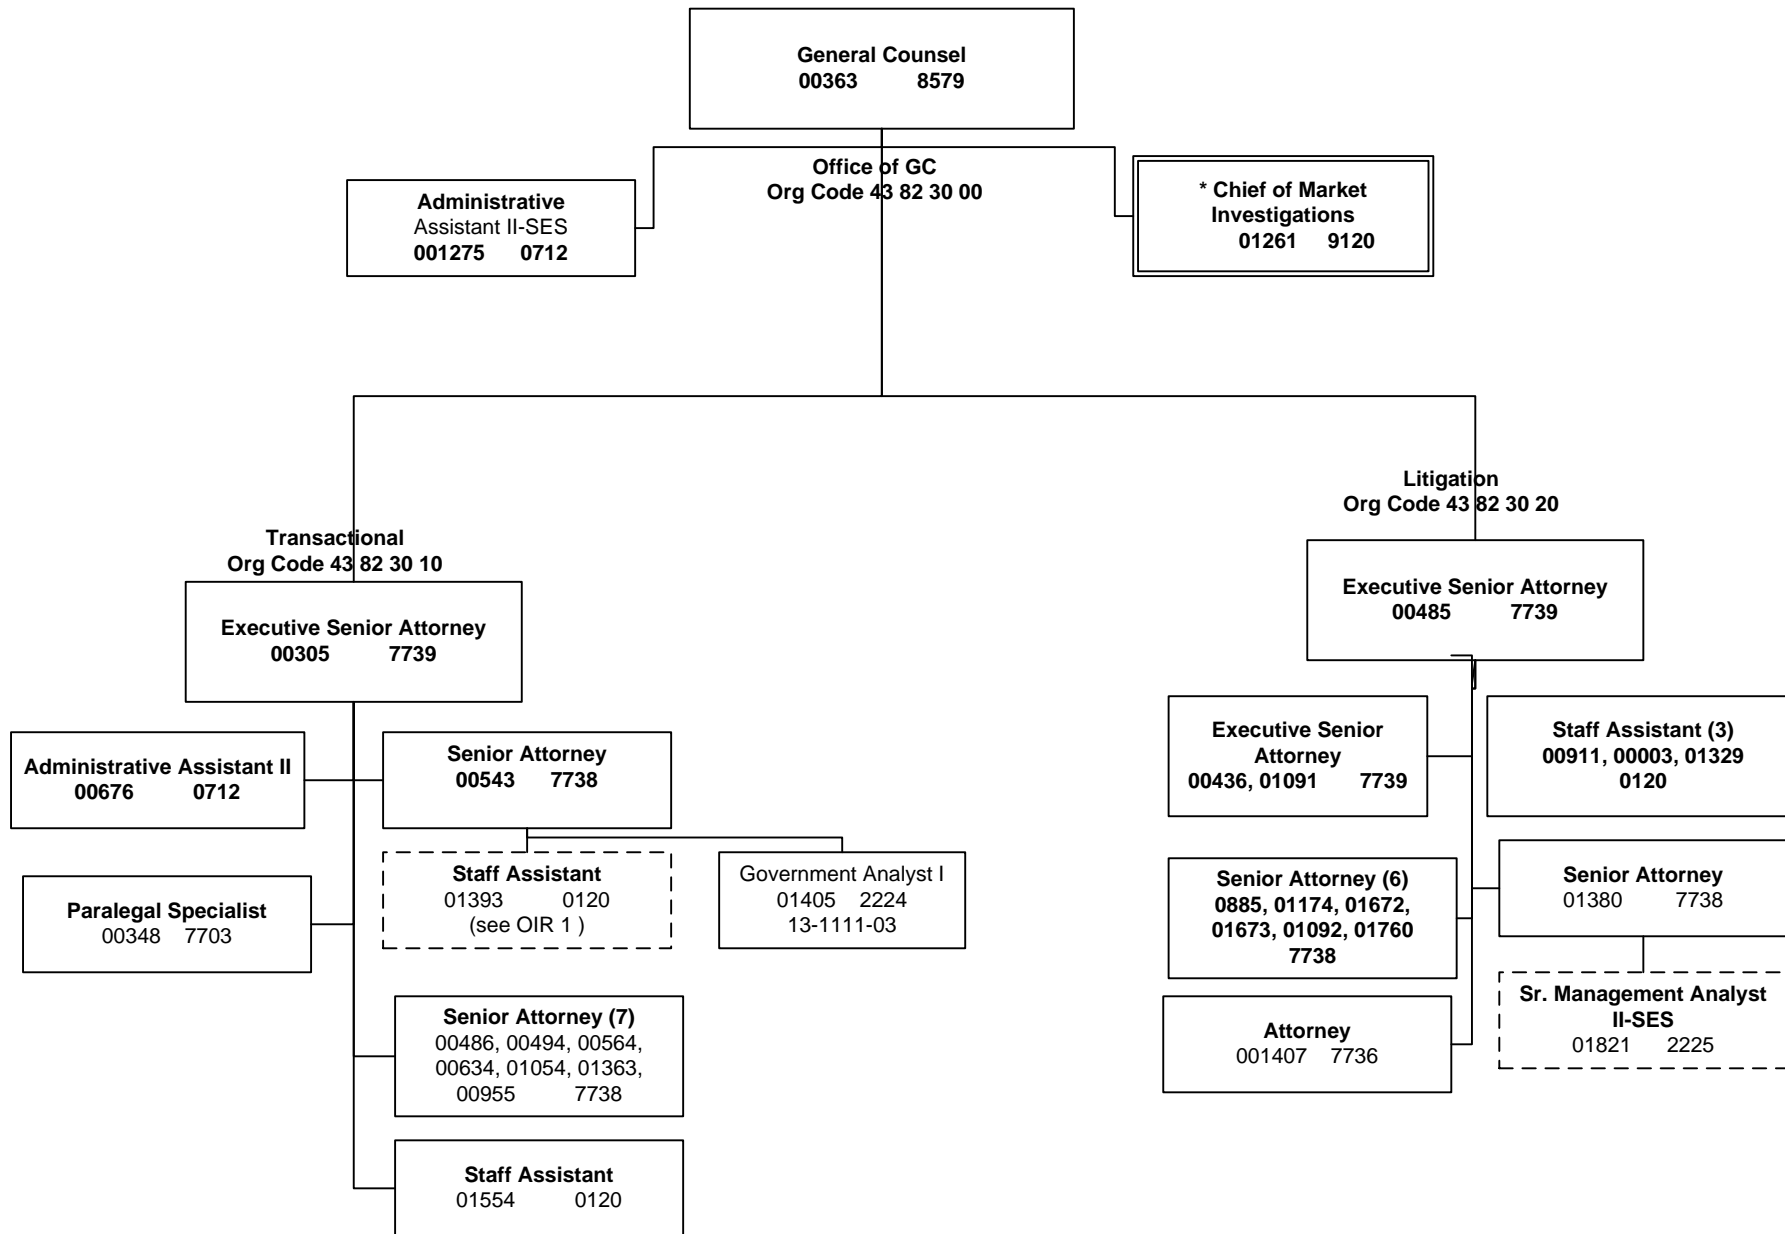 General Counsel
00363 8579
Office of GC
Org Code 43 82 30 00
Administrative
Assistant II-SES
001275 0712
* Chief of Market
Investigations
01261 9120
Transactional
Org Code 43 82 30 10
Executive Senior Attorney
00305 7739
Administrative Assistant II
00676 0712
Senior Attorney
00543 7738
Staff Assistant
01393 0120
(see OIR 1 )
Government Analyst I
01405 2224
13-1111-03
Paralegal Specialist
00348 7703
Senior Attorney (7)
00486, 00494, 00564,
00634, 01054, 01363,
00955 7738
Staff Assistant
01554 0120
Litigation
Org Code 43 82 30 20
Executive Senior Attorney
00485 7739
Executive Senior
Attorney
00436, 01091 7739
Staff Assistant (3)
00911, 00003, 01329
0120
Senior Attorney (6)
0885, 01174, 01672,
01673, 01092, 01760
7738
Senior Attorney
01380 7738
Sr. Management Analyst
II-SES
01821 2225
Attorney
001407 7736